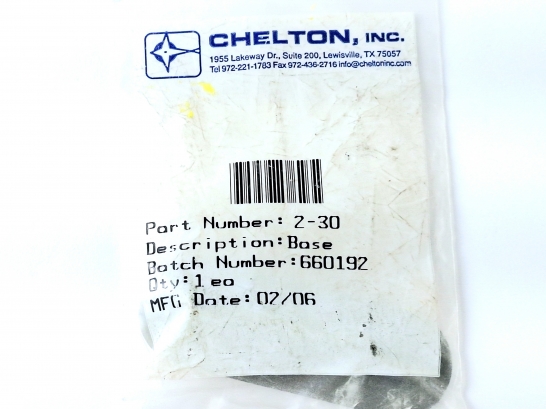 CHELTON, INC.
1955 Lakeway Dr., Suite 200, Lewisville, TX 75057
Tel 972-221-1783 Fax 972-436-2716 info@cheltoninc.com
Part Number: 2-30
Description:Base
Batch Number:660192
Qty:1 ea
MFG Date:02/06